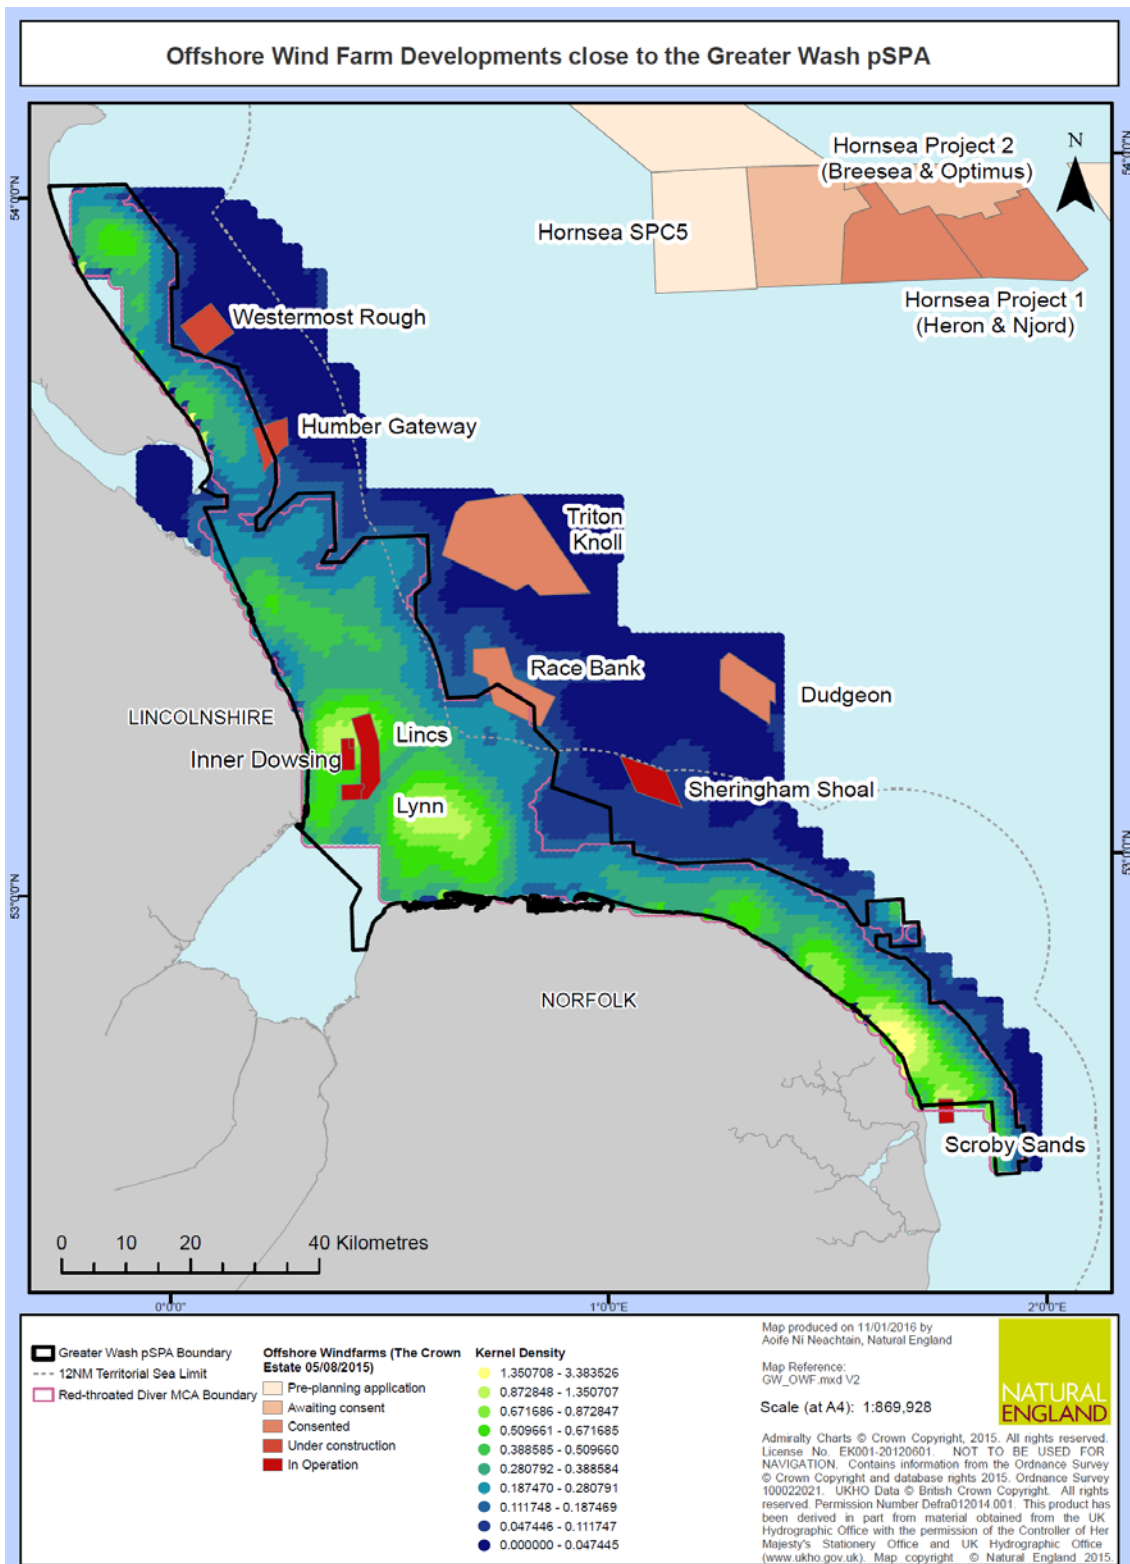 Offshore Wind Farm Developments close to the Greater Wash pSPA
N
Hornsea Project 2
(Breesea & Optimus)
Hornsea SPC5
Hornsea Project 1
(Heron & Njord)
Westermost Rough
Humber Gateway
Triton
Knoll
Race Bank
Dudgeon
LINCOLNSHIRE
Lincs
Inner Dowsing
Sheringham Shoal
Lynn
NORFOLK
Scroby Sands
54°0'0"N
54°0'0"N
53°0'0"N
53°0'0"N
0 10 20 40 Kilometres
0°0'0" 1°0'0"E 2°0'0"E
Greater Wash pSPA Boundary
12NM Territorial Sea Limit
Red-throated Diver MCA Boundary
Offshore Windfarms (The Crown
Estate 05/08/2015)
Pre-planning application
Awaiting consent
Consented
Under construction
In Operation
Kernel Density
1.350708 - 3.383526
0.872848 - 1.350707
0.671686 - 0.872847
0.509661 - 0.671685
0.388585 - 0.509660
0.280792 - 0.388584
0.187470 - 0.280791
0.111748 - 0.187469
0.047446 - 0.111747
0.000000 - 0.047445
Map produced on 11/01/2016 by
Aoife Ní Neachtain, Natural England
Map Reference:
GW_OWF.mxd V2
Scale (at A4): 1:869,928
NATURAL
ENGLAND
Admiralty Charts © Crown Copyright, 2015. All rights reserved.
License No. EK001-20120601. NOT TO BE USED FOR
NAVIGATION. Contains information from the Ordnance Survey
© Crown Copyright and database rights 2015. Ordnance Survey
100022021. UKHO Data © British Crown Copyright. All rights
reserved. Permission Number Defra012014.001. This product has
been derived in part from material obtained from the UK
Hydrographic Office with the permission of the Controller of Her
Majesty's Stationery Office and UK Hydrographic Office
(www.ukho.gov.uk). Map copyright © Natural England 2015.